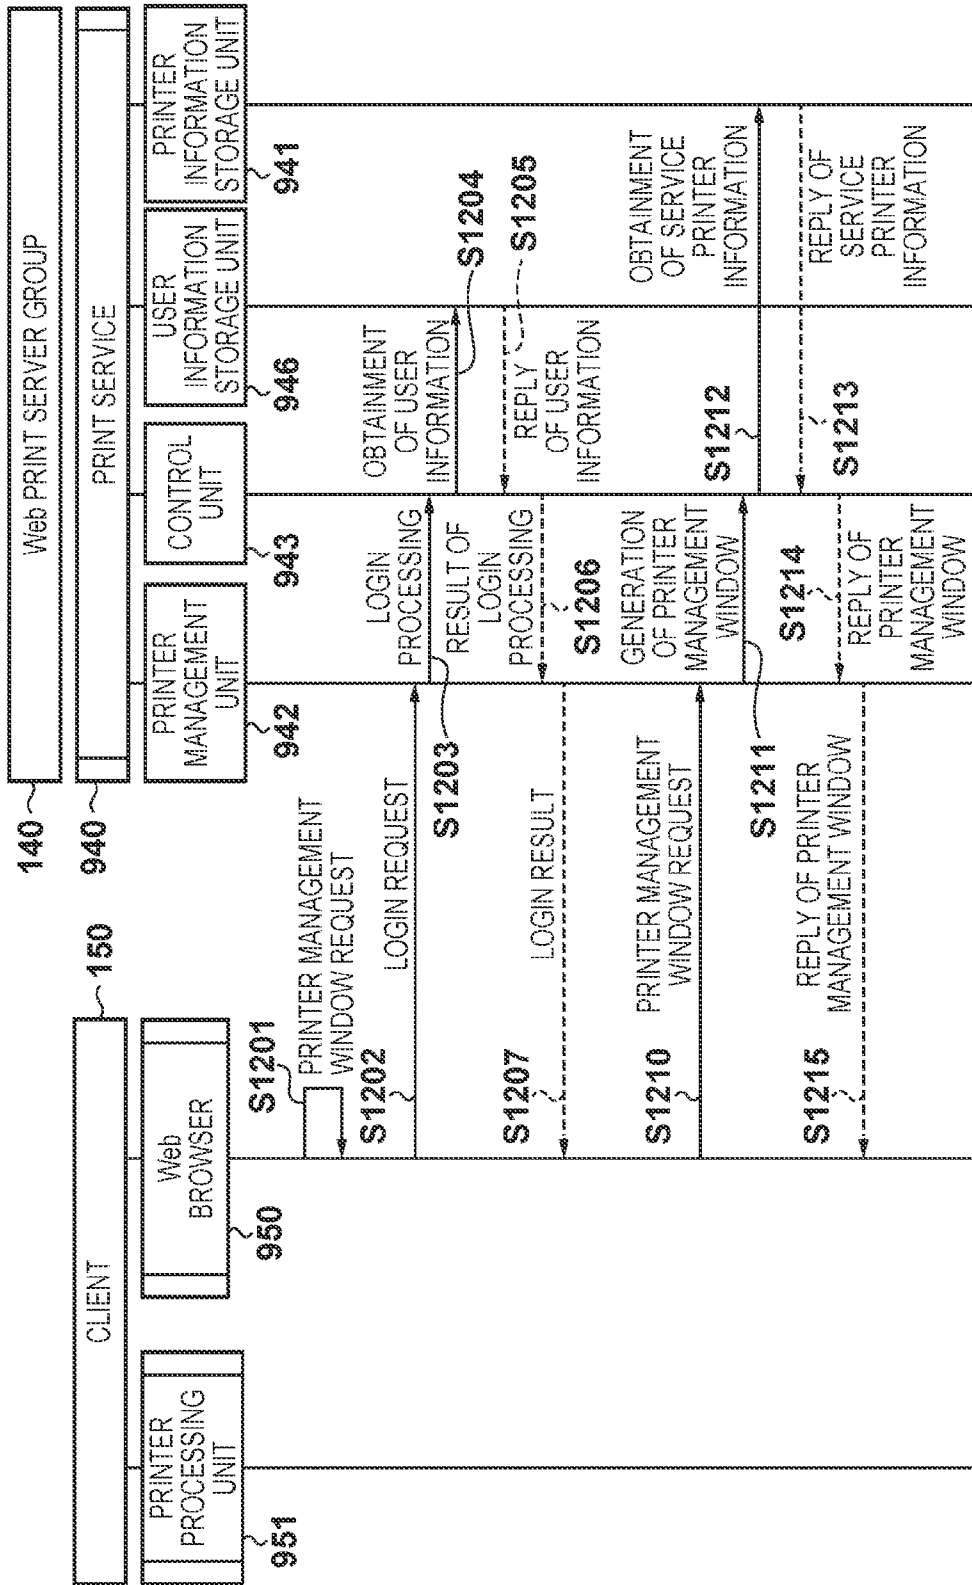 CLIENT
150
PRINTER
PROCESSING
UNIT
951
Web
BROWSER
950
140
Web PRINT SERVER GROUP
940
PRINT SERVICE
PRINTER
MANAGEMENT
UNIT
942
CONTROL
UNIT
943
USER
INFORMATION
STORAGE UNIT
946
PRINTER
INFORMATION
STORAGE UNIT
941
S1201
PRINTER MANAGEMENT
WINDOW REQUEST
S1202
LOGIN REQUEST
S1203
LOGIN
PROCESSING
OBTAINMENT
OF USER
INFORMATION
S1204
REPLY
OF USER
INFORMATION
S1205
RESULT OF
LOGIN
PROCESSING
S1206
S1207
LOGIN RESULT
S1210
PRINTER MANAGEMENT
WINDOW REQUEST
S1211
GENERATION
OF PRINTER
MANAGEMENT
WINDOW
S1212
OBTAINMENT
OF SERVICE
PRINTER
INFORMATION
S1213
REPLY OF
SERVICE
PRINTER
INFORMATION
S1214
REPLY OF
PRINTER
MANAGEMENT
WINDOW
S1215
REPLY OF PRINTER
MANAGEMENT WINDOW